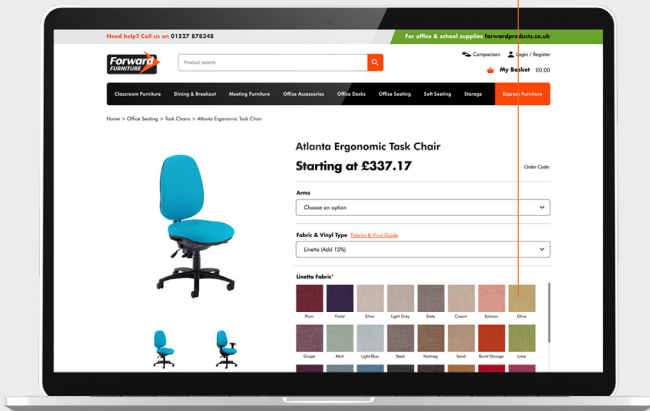 Need help? Call us on 01527 878348
For office & school supplies forwardproducts.co.uk
Forward
FURNITURE
Product search
Comparison
Login / Register
My Basket £0.00
Classroom Furniture Dining & Breakout Meeting Furniture Office Accessories Office Desks Office Seating Soft Seating Storage Express Furniture
Home > Office Seating > Task Chairs > Atlanta Ergonomic Task Chair
Atlanta Ergonomic Task Chair
Starting at £337.17
Order Code:
Arms
Choose an option
Fabric & Vinyl Type Fabrics & Vinyl Guide
Linetta (Add 15%)
Linetta Fabric*
Plum Violet Silver Light Grey Slate Cream Salmon Olive
Grape Mint Light Blue Steel Nutmeg Sand Burnt Orange Lime